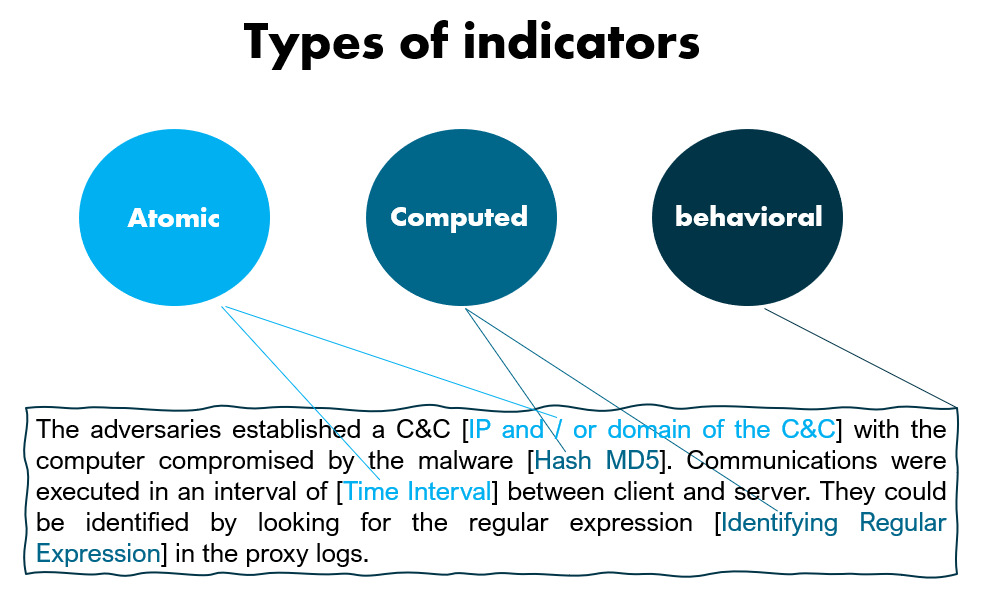 Types of indicators
Atomic
Computed
behavioral
The adversaries established a C&C [IP and / or domain of the C&C] with the
computer compromised by the malware [Hash MD5]. Communications were
executed in an interval of [Time Interval] between client and server. They could
be identified by looking for the regular expression [Identifying Regular
Expression] in the proxy logs.